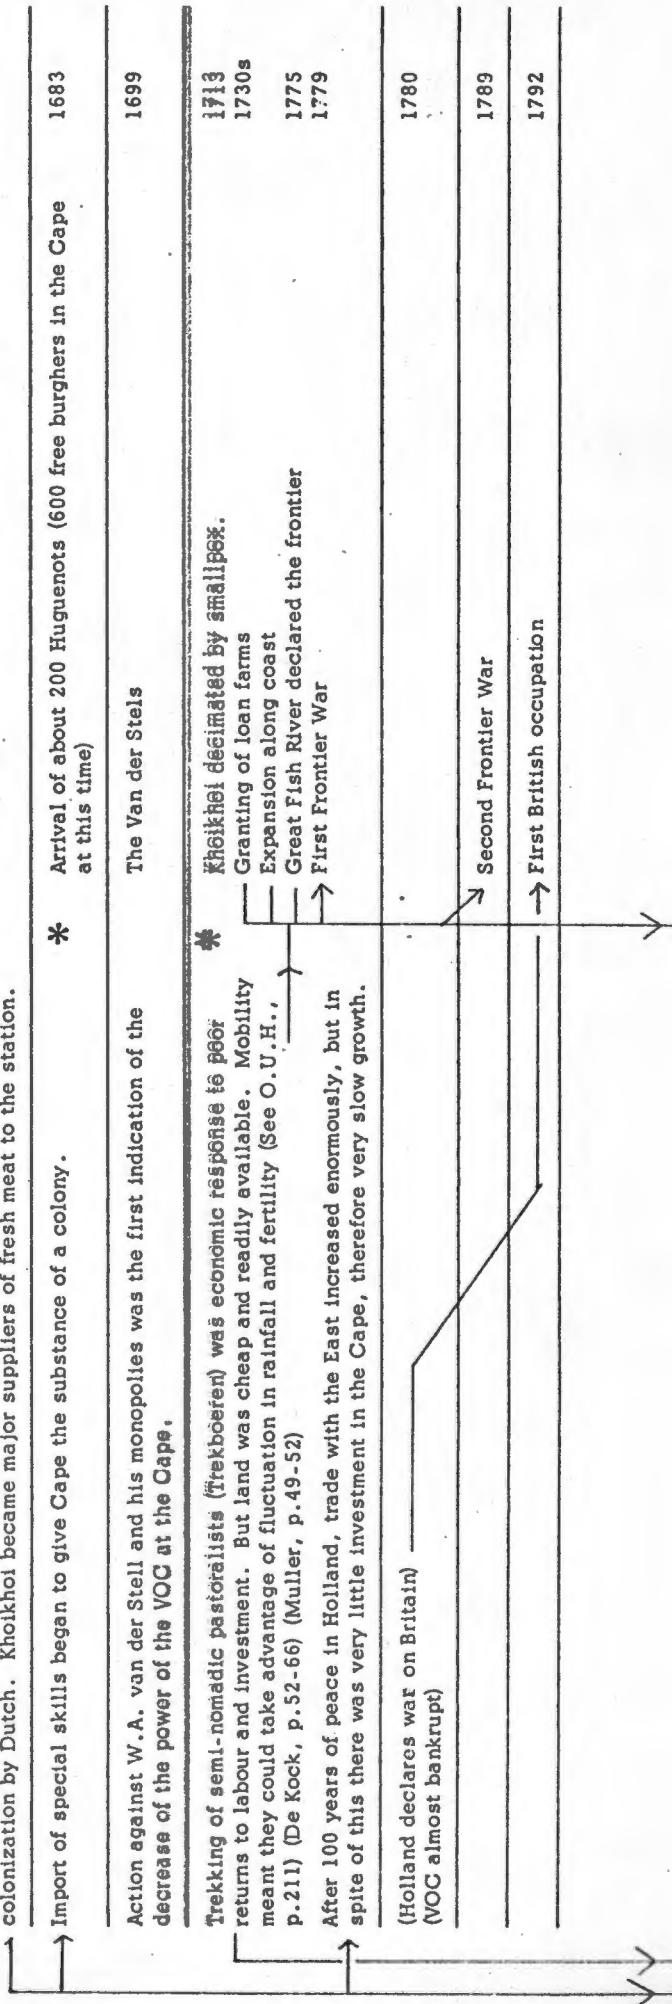 colonization by Dutch. Khoikhoi became major suppliers of fresh meat to the station.
Import of special skills began to give Cape the substance of a colony.
* Arrival of about 200 Huguenots (600 free burghers in the Cape
at this time)
1683
Action against W.A. van der Stell and his monopolies was the first indication of the
decrease of the power of the VOC at the Cape.
The Van der Stels
1699
Trekking of semi-nomadic pastoralists (Trekboeren) was economic response to poor
returns to labour and investment. But land was cheap and readily available. Mobility
meant they could take advantage of fluctuation in rainfall and fertility (See O.U.H.,
p.211) (De Kock, p.52-66) (Muller, p.49-52)
After 100 years of peace in Holland, trade with the East increased enormously, but in
spite of this there was very little investment in the Cape, therefore very slow growth.
* Khoikhoi decimated by smallpox.
1713
Granting of loan farms
1730s
Expansion along coast
Great Fish River declared the frontier
1775
First Frontier War
1779
(Holland declares war on Britain)
(VOC almost bankrupt)
1780
Second Frontier War
1789
First British occupation
1792